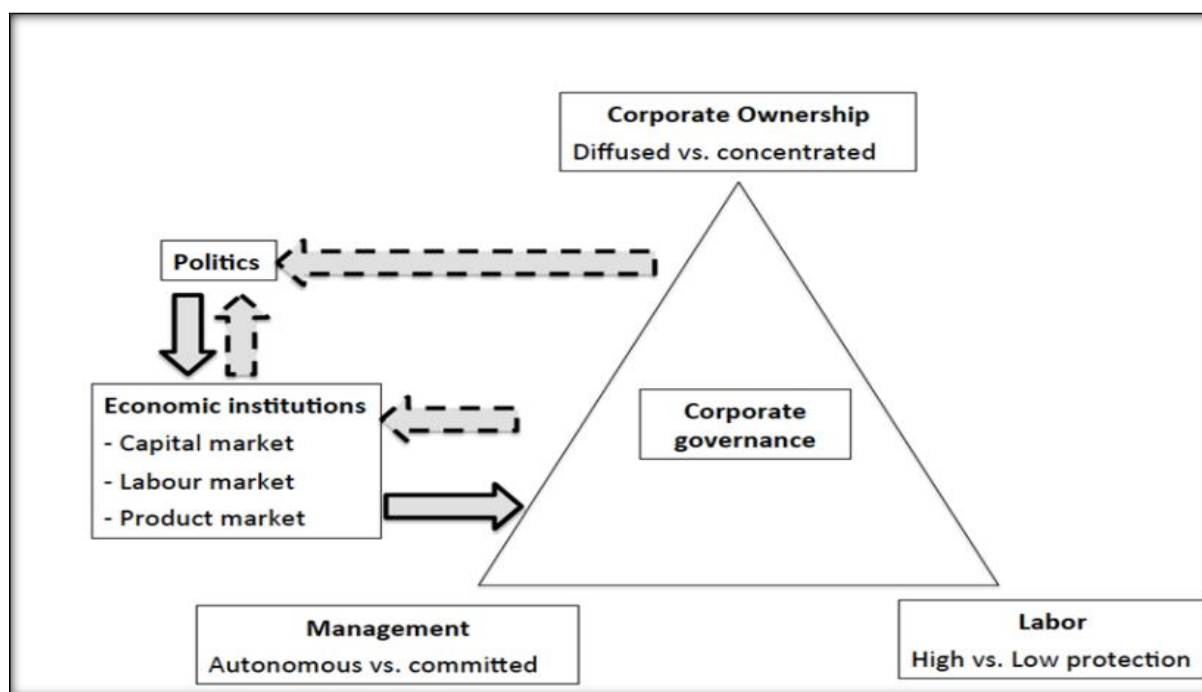 Corporate Ownership
Diffused vs. concentrated
Politics
Economic institutions
- Capital market
- Labour market
- Product market
Corporate
governance
Management
Autonomous vs. committed
Labor
High vs. Low protection